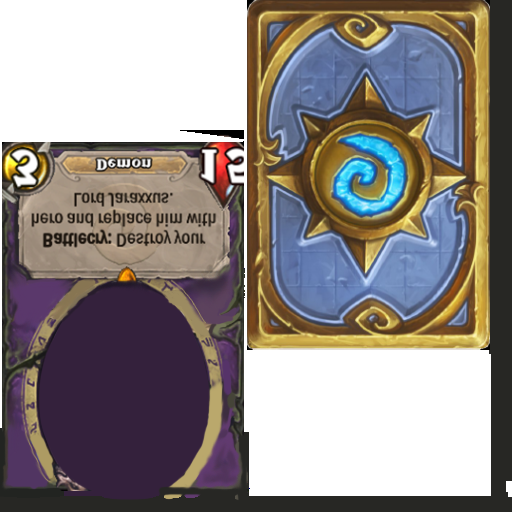 Battlecry: Destroy your
hero and replace him with
Lord Jaraxxus.
3
Demon
15